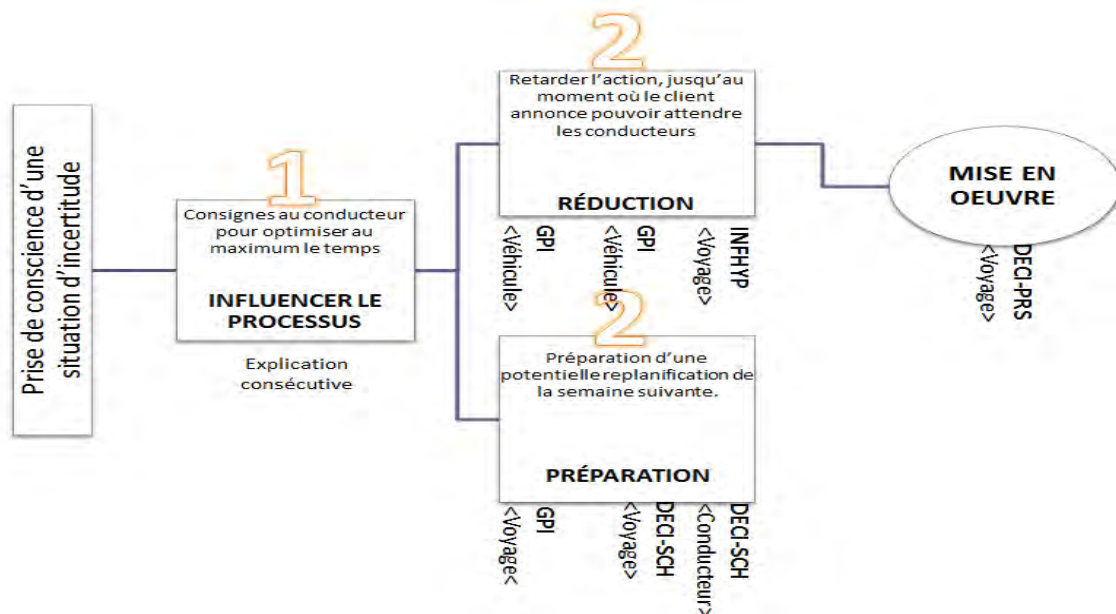 Prise de conscience d'une
situation d'incertitude
1
Consignes au conducteur
pour optimiser au
maximum le temps
INFLUENCER LE
PROCESSUS
Explication
consécutive
2
Retarder l'action, jusqu'au
moment où le client
annonce pouvoir attendre
les conducteurs
RÉDUCTION
GPI
<Véhicule>
GPI
<Véhicule>
INFHYP
<Voyage>
2
Préparation d'une
potentielle replanification de
la semaine suivante.
PRÉPARATION
GPI
<Voyage<
DECI-SCH
<Voyage>
DECI-SCH
<Conducteur>
MISE EN
OEUVRE
DECI-PRS
<Voyage>